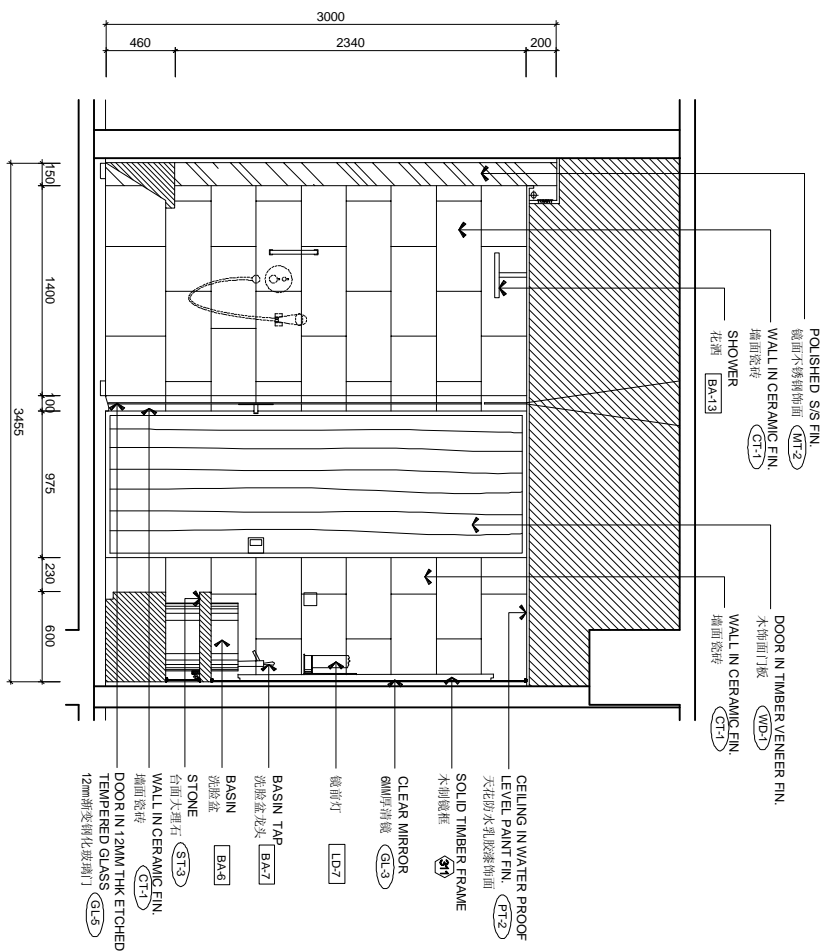 3000
460
2340
200
150
1400
100
975
230
600
3455
POLISHED S/S FIN.
镜面不锈钢饰面 MT-2
WALL IN CERAMIC FIN.
墙面瓷砖 CT-1
SHOWER
花洒 BA-13
DOOR IN TIMBER VENEER FIN.
木饰面门板 WD-1
WALL IN CERAMIC FIN.
墙面瓷砖 CT-1
CEILING IN WATER PROOF
LEVEL PAINT FIN.
天花防水乳胶漆饰面 PT-2
SOLID TIMBER FRAME
木制镜框 311
CLEAR MIRROR
6MM厚清镜 GL-3
镜前灯 LD-7
BASIN TAP
洗脸盆龙头 BA-7
BASIN
洗脸盆 BA-6
STONE
台面大理石 ST-3
WALL IN CERAMIC FIN.
墙面瓷砖 CT-1
DOOR IN 12MM THK ETCHED
TEMPERED GLASS
12mm渐变钢化玻璃门 GL-5